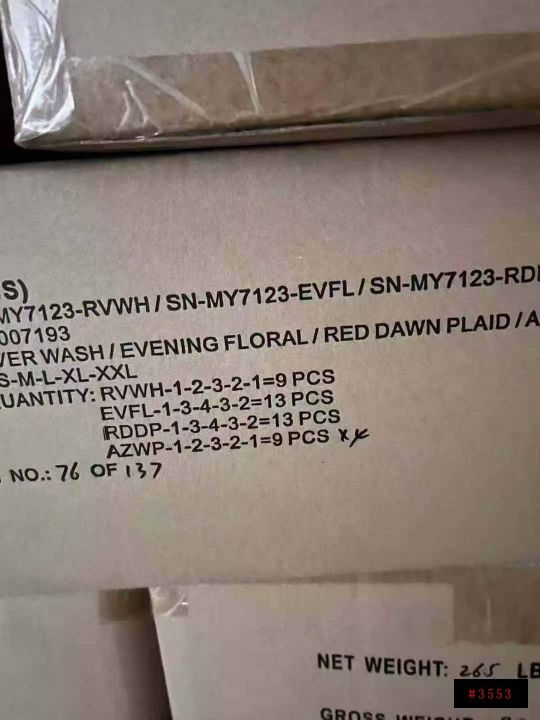 S)
MY7123-RVWH / SN-MY7123-EVFL / SN-MY7123-RD
007193
VER WASH / EVENING FLORAL / RED DAWN PLAID / A
S-M-L-XL-XXL
UANTITY: RVWH-1-2-3-2-1=9 PCS
EVFL-1-3-4-3-2=13 PCS
RDDP-1-3-4-3-2=13 PCS
AZWP-1-2-3-2-1=9 PCS
NO.: 76 OF 137
NET WEIGHT: 265 LB
GROSS WEIGHT
#3553